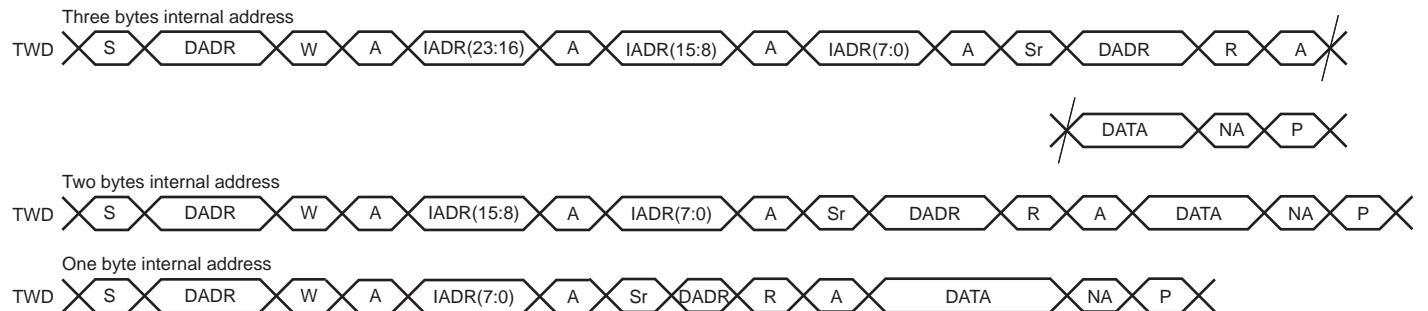 Three bytes internal address
TWD S DADR W A IADR(23:16) A IADR(15:8) A IADR(7:0) A Sr DADR R A
DATA NA P
Two bytes internal address
TWD S DADR W A IADR(15:8) A IADR(7:0) A Sr DADR R A DATA NA P
One byte internal address
TWD S DADR W A IADR(7:0) A Sr DADR R A DATA NA P